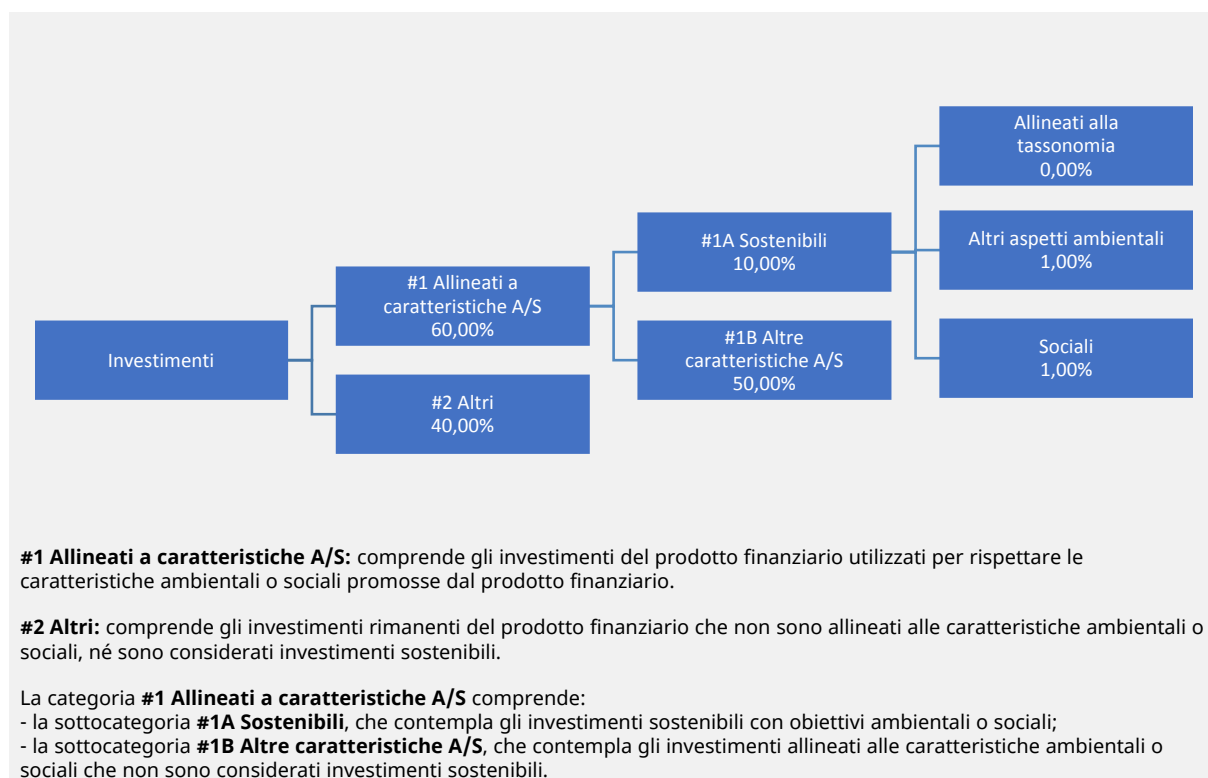 Investimenti
#1 Allineati a
caratteristiche A/S
60,00%
#2 Altri
40,00%
#1A Sostenibili
10,00%
#1B Altre
caratteristiche A/S
50,00%
Allineati alla
tassonomia
0,00%
Altri aspetti ambientali
1,00%
Sociali
1,00%
#1 Allineati a caratteristiche A/S: comprende gli investimenti del prodotto finanziario utilizzati per rispettare le
caratteristiche ambientali o sociali promosse dal prodotto finanziario.
#2 Altri: comprende gli investimenti rimanenti del prodotto finanziario che non sono allineati alle caratteristiche ambientali o
sociali, né sono considerati investimenti sostenibili.
La categoria #1 Allineati a caratteristiche A/S comprende:
- la sottocategoria #1A Sostenibili, che contempla gli investimenti sostenibili con obiettivi ambientali o sociali;
- la sottocategoria #1B Altre caratteristiche A/S, che contempla gli investimenti allineati alle caratteristiche ambientali o
sociali che non sono considerati investimenti sostenibili.